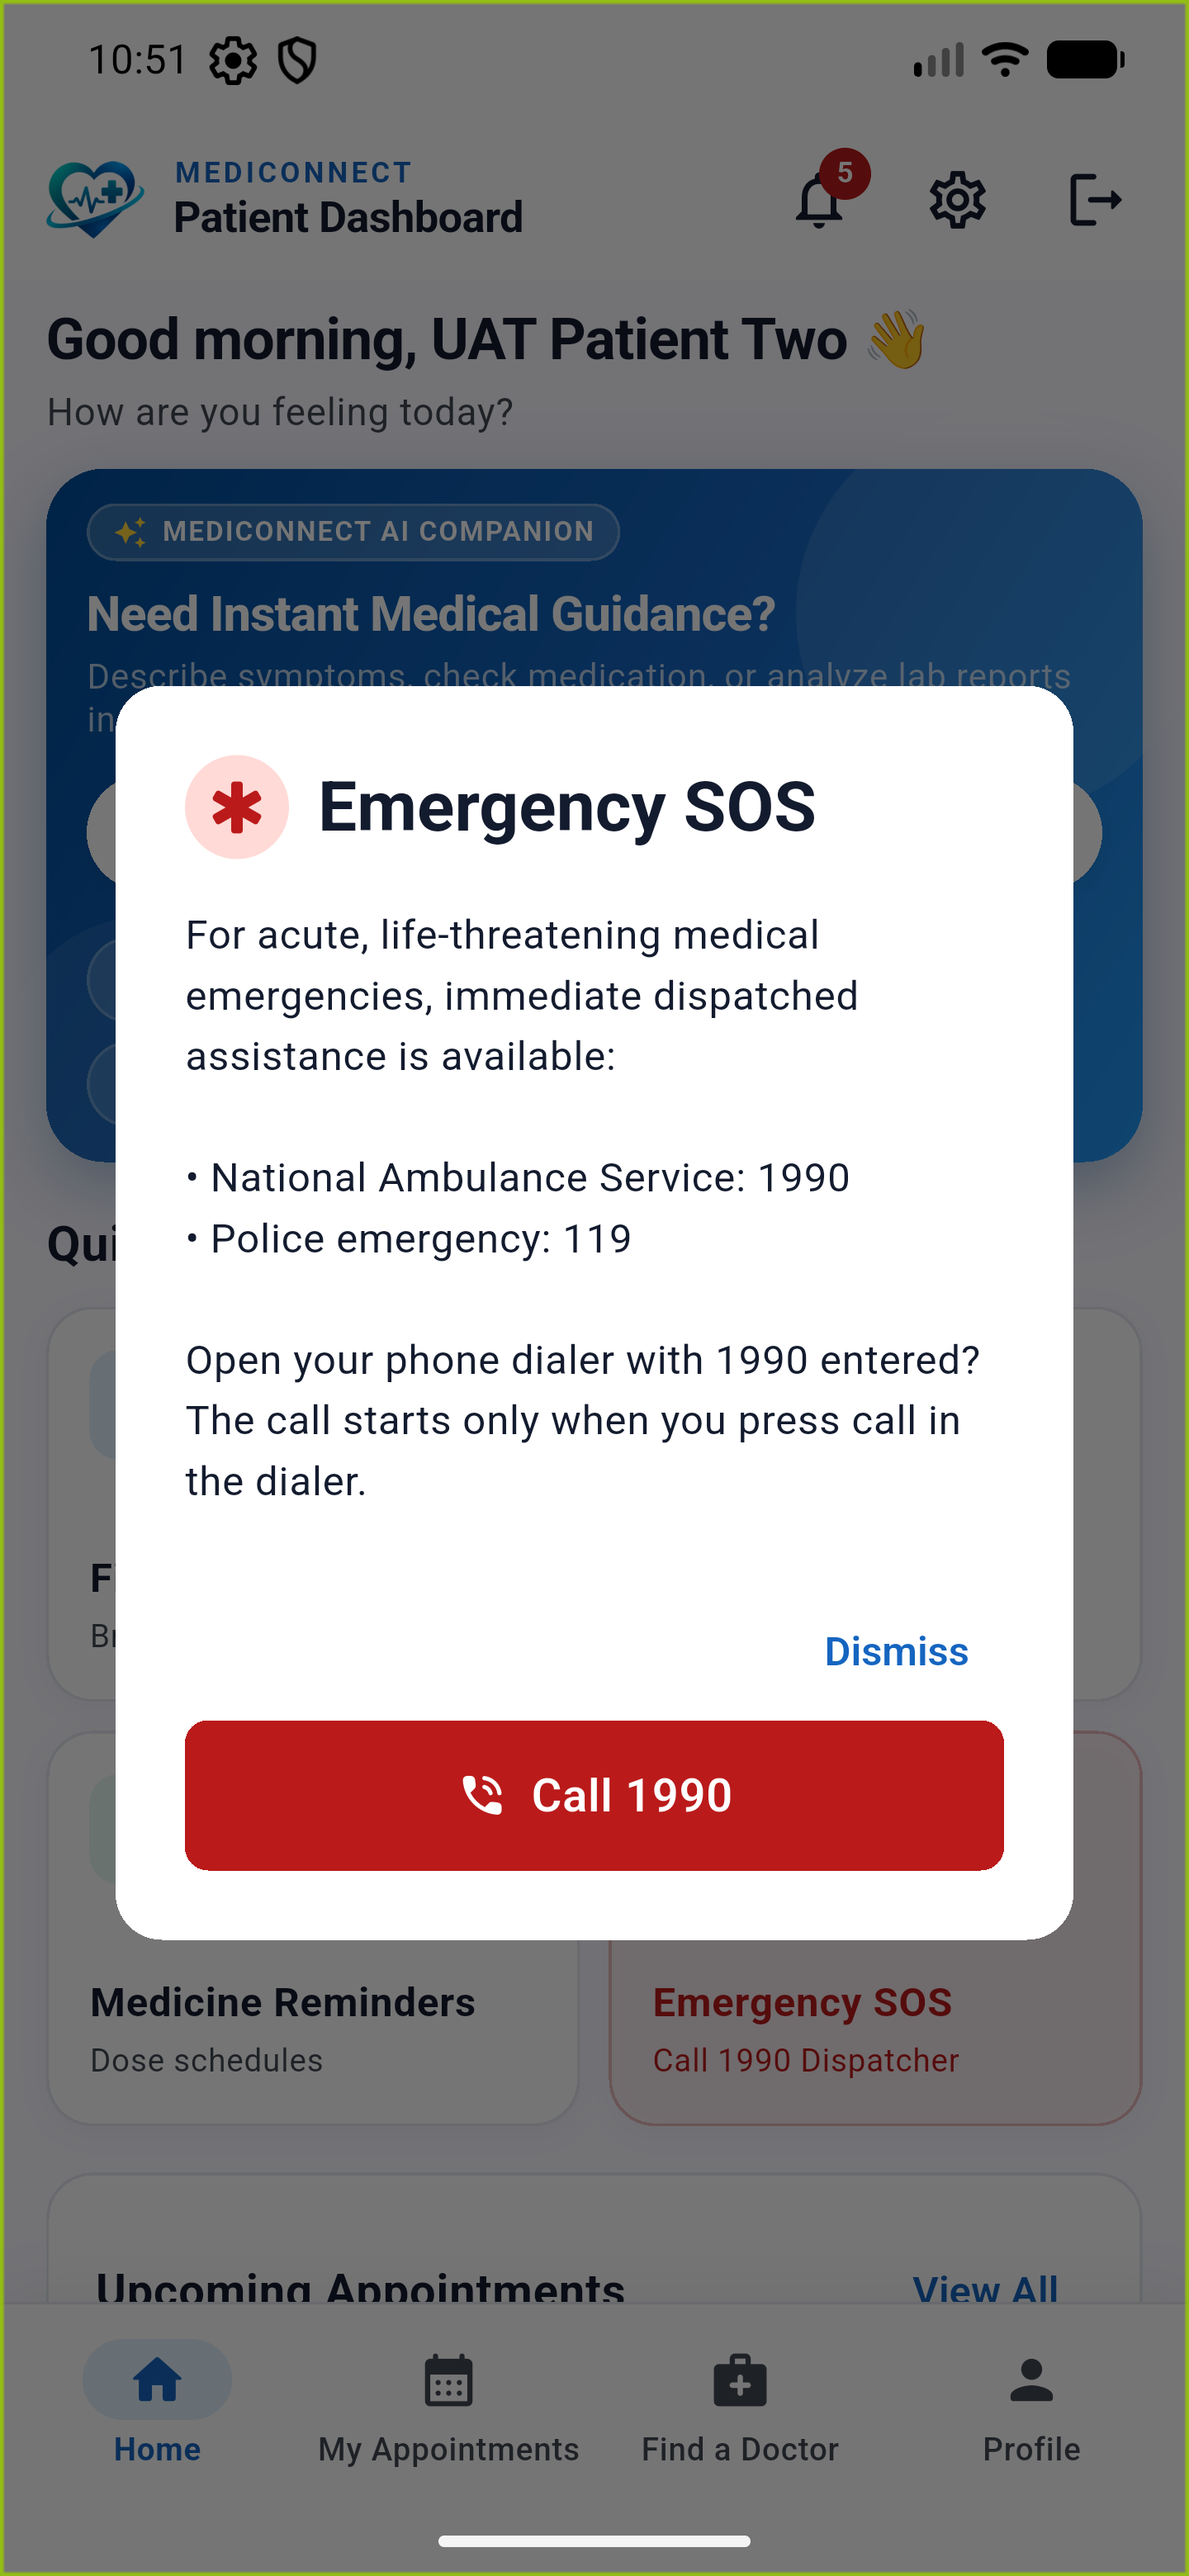 10:51
MEDICONNECT
Patient Dashboard
5
Good morning, UAT Patient Two 👋
How are you feeling today?
MEDICONNECT AI COMPANION
Need Instant Medical Guidance?
Describe symptoms, check medication, or analyze lab reports
Emergency SOS
For acute, life-threatening medical
emergencies, immediate dispatched
assistance is available:
• National Ambulance Service: 1990
• Police emergency: 119
Open your phone dialer with 1990 entered?
The call starts only when you press call in
the dialer.
Dismiss
Call 1990
Medicine Reminders
Dose schedules
Emergency SOS
Call 1990 Dispatcher
Upcoming Appointments
View All
Home
My Appointments
Find a Doctor
Profile